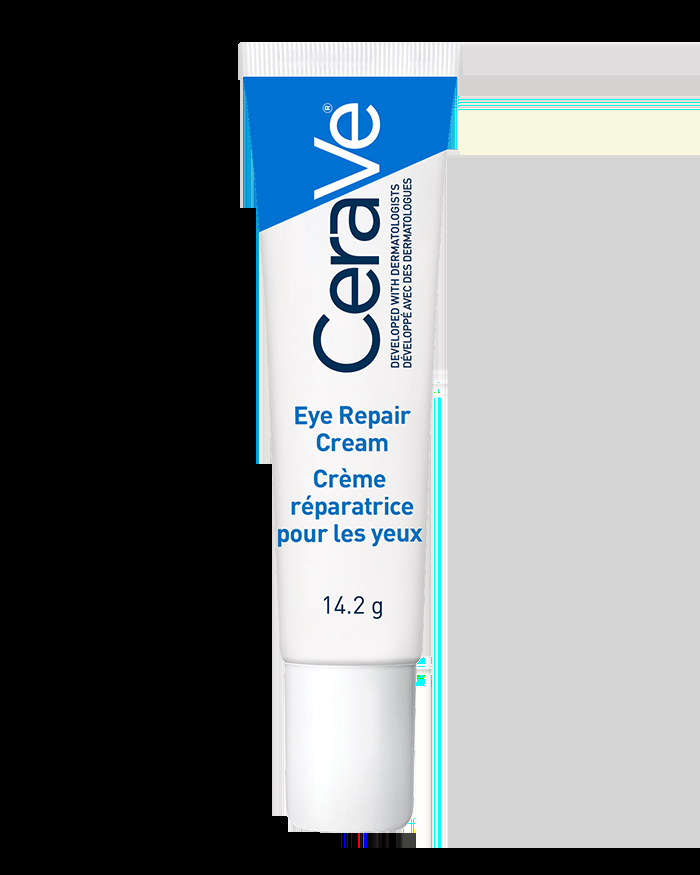 CeraVe®
DEVELOPED WITH DERMATOLOGISTS
DÉVELOPPÉ AVEC DES DERMATOLOGUES
Eye Repair
Cream
Crème
réparatrice
pour les yeux
14.2 g